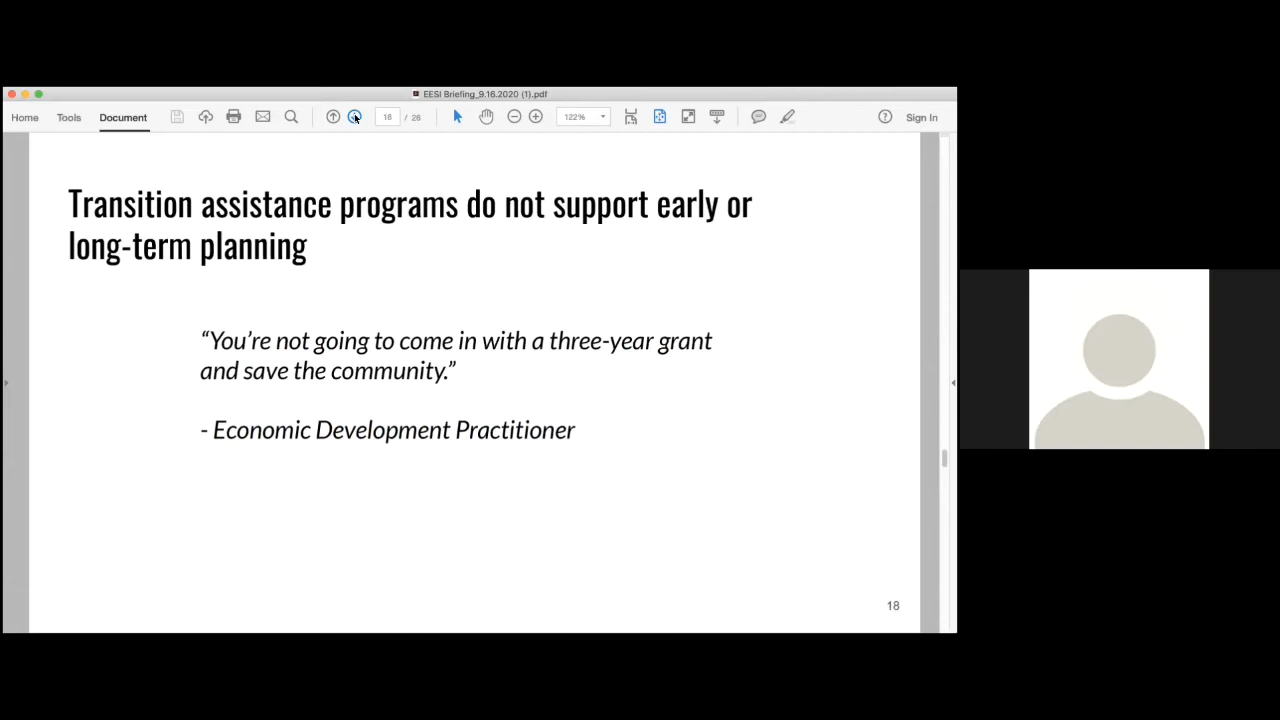 EESI Briefing_9.16.2020 (1).pdf
Home Tools Document 18 / 28 122% Sign In
Transition assistance programs do not support early or
long-term planning
“You’re not going to come in with a three-year grant
and save the community.”
- Economic Development Practitioner
18